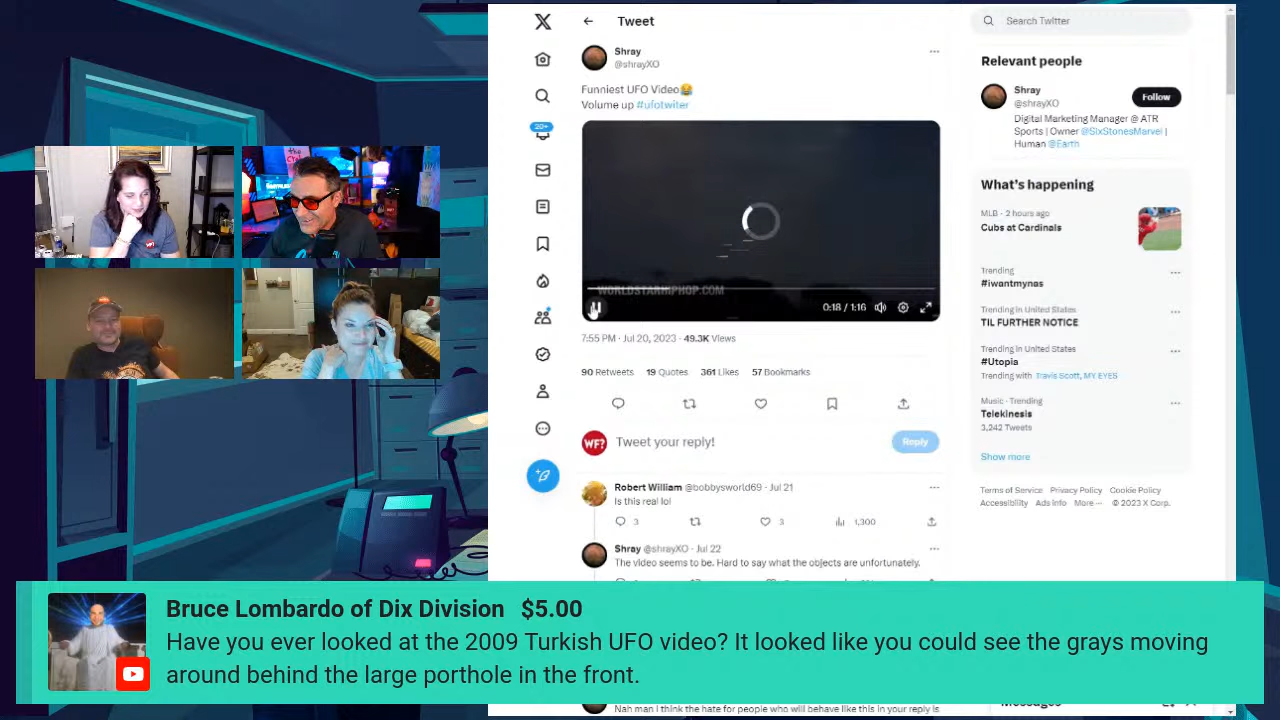 Tweet
Search Twitter
Shray
@shrayXO
Funniest UFO Video😂
Volume up #ufotwiter
WORLDSTARHIPHOP.COM
0:18 / 1:16
7:55 PM · Jul 20, 2023 · 49.3K Views
90 Retweets 19 Quotes 361 Likes 57 Bookmarks
WF?
Tweet your reply!
Reply
Robert William @bobbysworld69 · Jul 21
Is this real lol
3 3 1,300
Shray @shrayXO · Jul 22
The video seems to be. Hard to say what the objects are unfortunately.
20+
Relevant people
Shray
@shrayXO
Follow
Digital Marketing Manager @ ATR
Sports | Owner @SixStonesMarvel |
Human @Earth
What's happening
MLB · 2 hours ago
Cubs at Cardinals
Trending
#iwantmynas
Trending in United States
TIL FURTHER NOTICE
Trending in United States
#Utopia
Trending with Travis Scott, MY EYES
Music · Trending
Telekinesis
3,242 Tweets
Show more
Terms of Service Privacy Policy Cookie Policy
Accessibility Ads info More ··· © 2023 X Corp.
Bruce Lombardo of Dix Division $5.00
Have you ever looked at the 2009 Turkish UFO video? It looked like you could see the grays moving
around behind the large porthole in the front.
Nah man i think the hate for people who will behave like this in your reply is
Messages